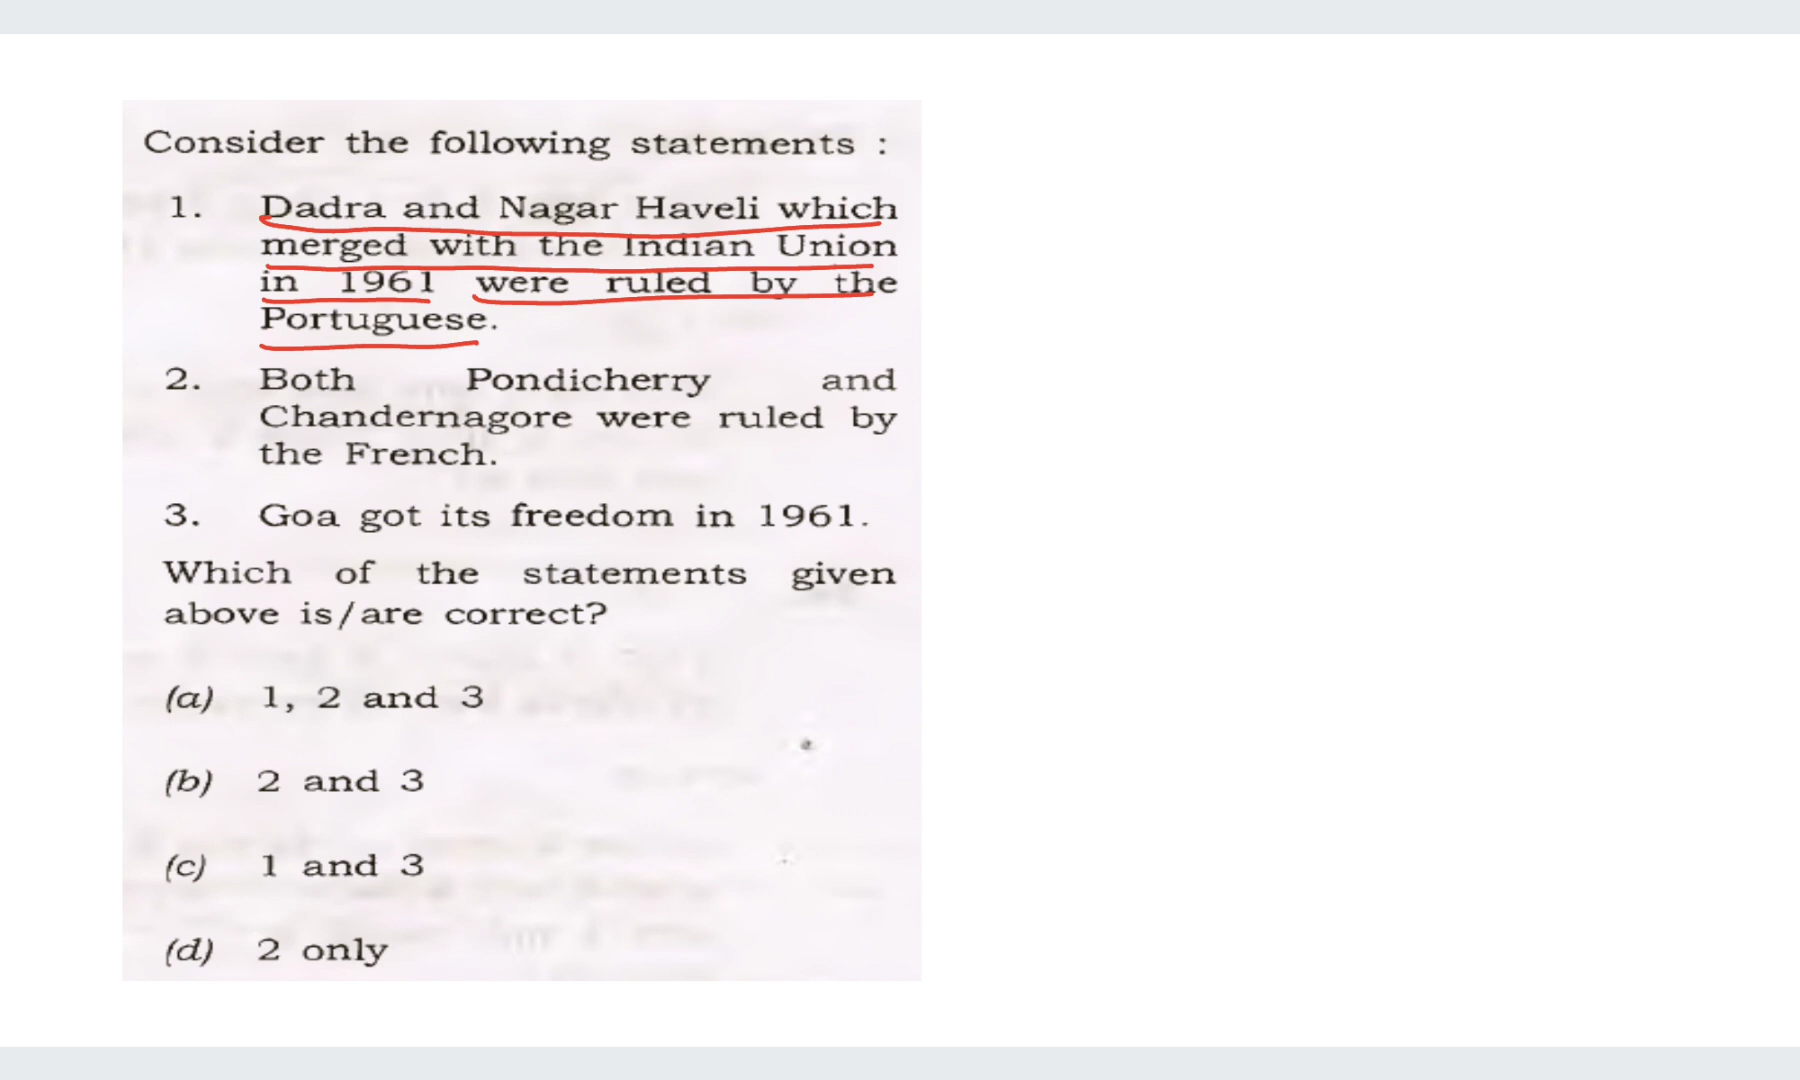 Consider the following statements :
1. Dadra and Nagar Haveli which
merged with the Indian Union
in 1961 were ruled by the
Portuguese.
2. Both Pondicherry and
Chandernagore were ruled by
the French.
3. Goa got its freedom in 1961.
Which of the statements given
above is/are correct?
(a) 1, 2 and 3
(b) 2 and 3
(c) 1 and 3
(d) 2 only